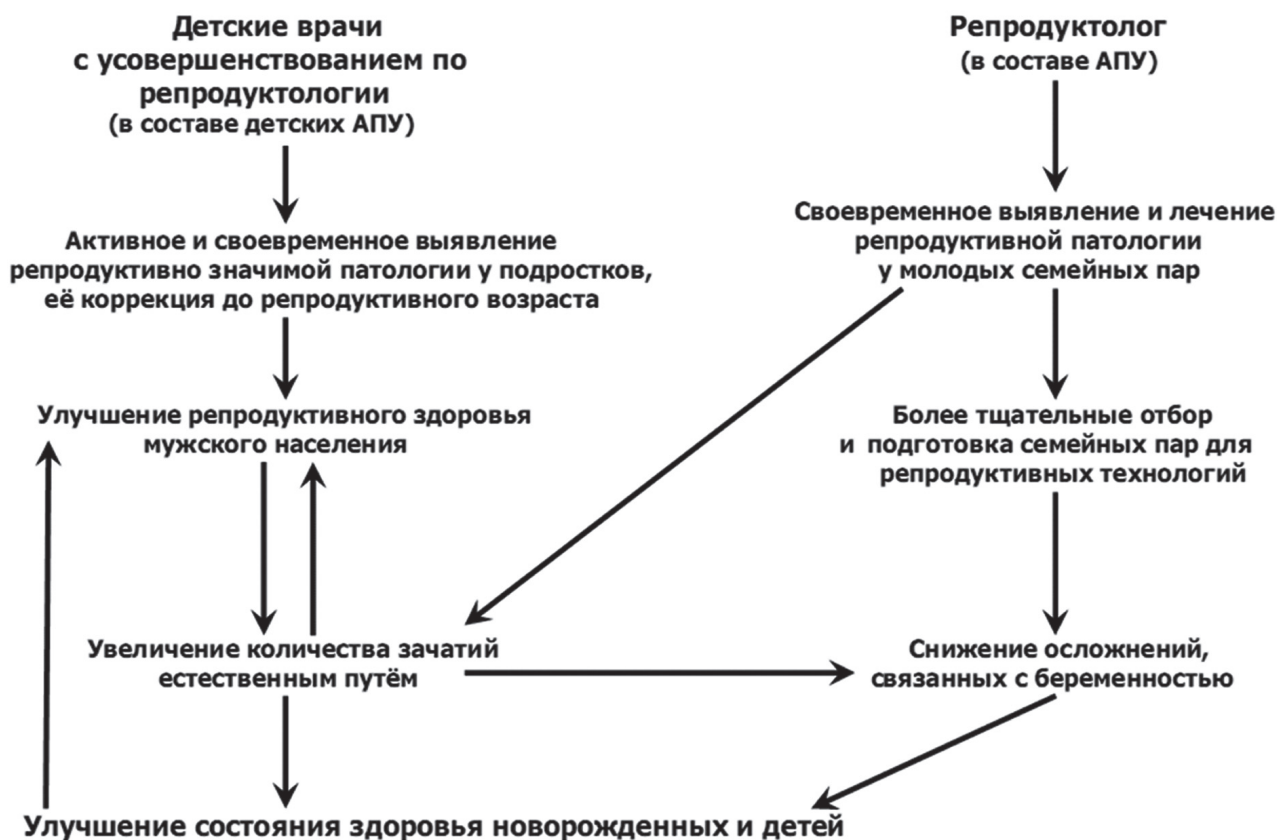 Детские врачи
с усовершенствованием по
репродуктологии
(в составе детских АПУ)
Репродуктолог
(в составе АПУ)
Активное и своевременное выявление
репродуктивно значимой патологии у подростков,
её коррекция до репродуктивного возраста
Своевременное выявление и лечение
репродуктивной патологии
у молодых семейных пар
Улучшение репродуктивного здоровья
мужского населения
Более тщательные отбор
и подготовка семейных пар для
репродуктивных технологий
Увеличение количества зачатий
естественным путём
Снижение осложнений,
связанных с беременностью
Улучшение состояния здоровья новорожденных и детей